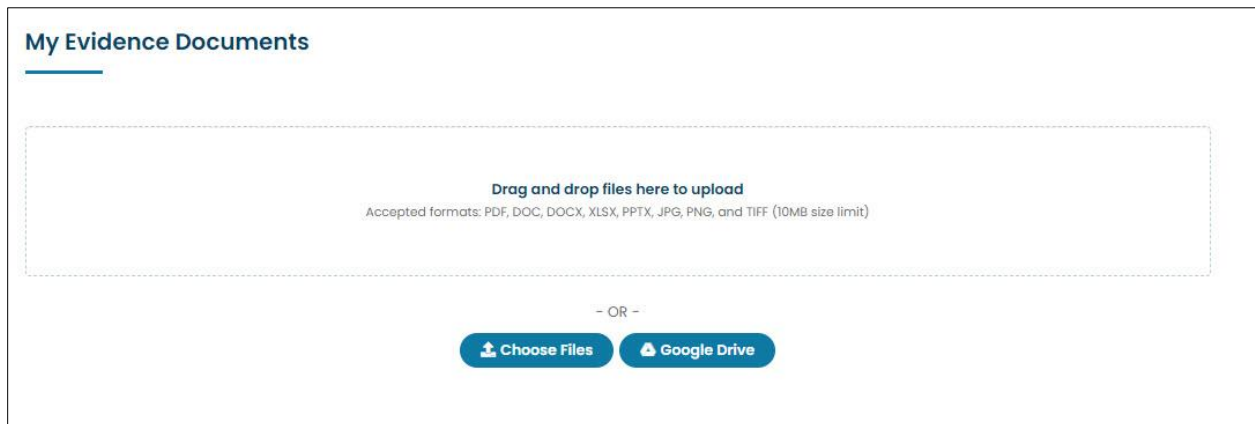 My Evidence Documents
Drag and drop files here to upload
Accepted formats: PDF, DOC, DOCX, XLSX, PPTX, JPG, PNG, and TIFF (10MB size limit)
- OR -
Choose Files
Google Drive